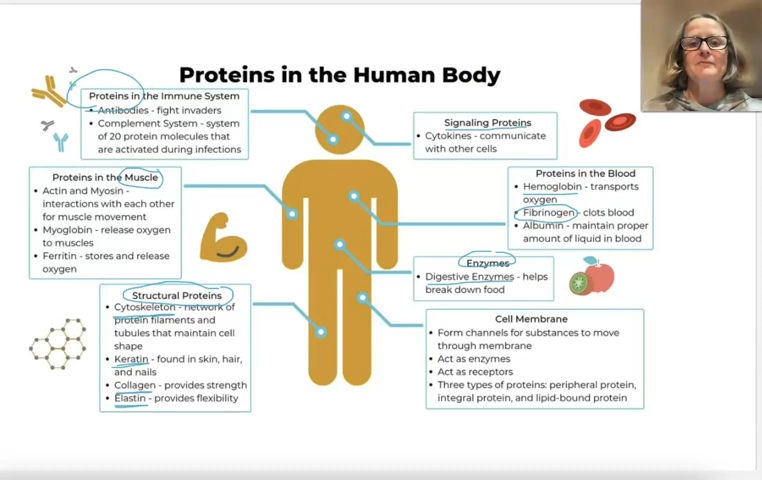 Proteins in the Human Body
Proteins in the Immune System
Antibodies - fight invaders
Complement System - system
of 20 protein molecules that
are activated during infections
Signaling Proteins
Cytokines - communicate
with other cells
Proteins in the Muscle
Actin and Myosin -
interactions with each other
for muscle movement
Myoglobin - release oxygen
to muscles
Ferritin - stores and release
oxygen
Proteins in the Blood
Hemoglobin - transports
oxygen
Fibrinogen - clots blood
Albumin - maintain proper
amount of liquid in blood
Enzymes
Digestive Enzymes - helps
break down food
Structural Proteins
Cytoskeleton - network of
protein filaments and
tubules that maintain cell
shape
Keratin - found in skin, hair,
and nails
Collagen - provides strength
Elastin - provides flexibility
Cell Membrane
Form channels for substances to move
through membrane
Act as enzymes
Act as receptors
Three types of proteins: peripheral protein,
integral protein, and lipid-bound protein